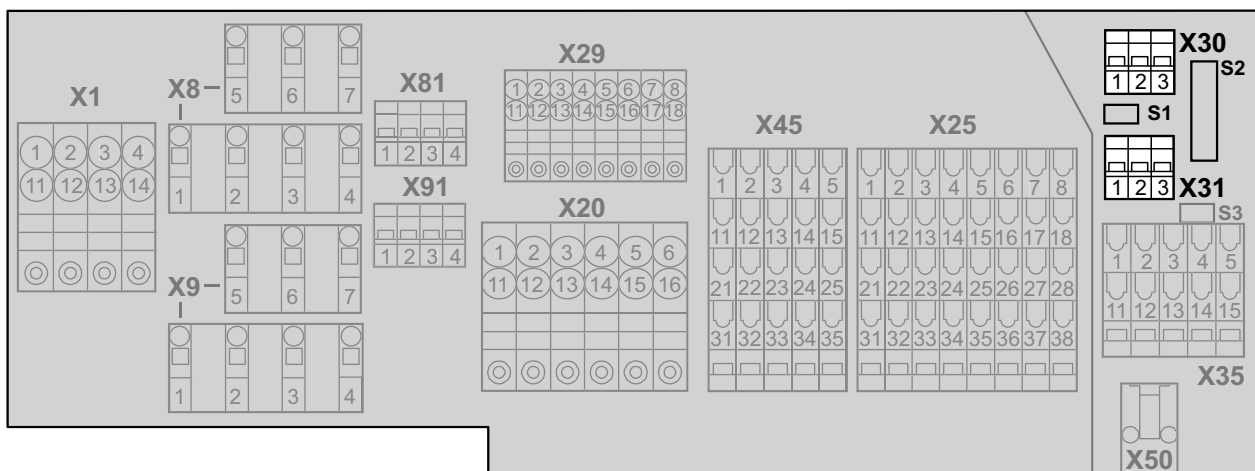 X1
1 2 3 4
11 12 13 14
X8
5 6 7
1 2 3 4
X9
5 6 7
1 2 3 4
X81
1 2 3 4
X91
1 2 3 4
X29
1 2 3 4 5 6 7 8
11 12 13 14 15 16 17 18
X20
1 2 3 4 5 6
11 12 13 14 15 16
X45
1 2 3 4 5
11 12 13 14 15
21 22 23 24 25
31 32 33 34 35
X25
1 2 3 4 5 6 7 8
11 12 13 14 15 16 17 18
21 22 23 24 25 26 27 28
31 32 33 34 35 36 37 38
X30
1 2 3
S2
S1
1 2 3
X31
S3
1 2 3 4 5
11 12 13 14 15
X35
X50